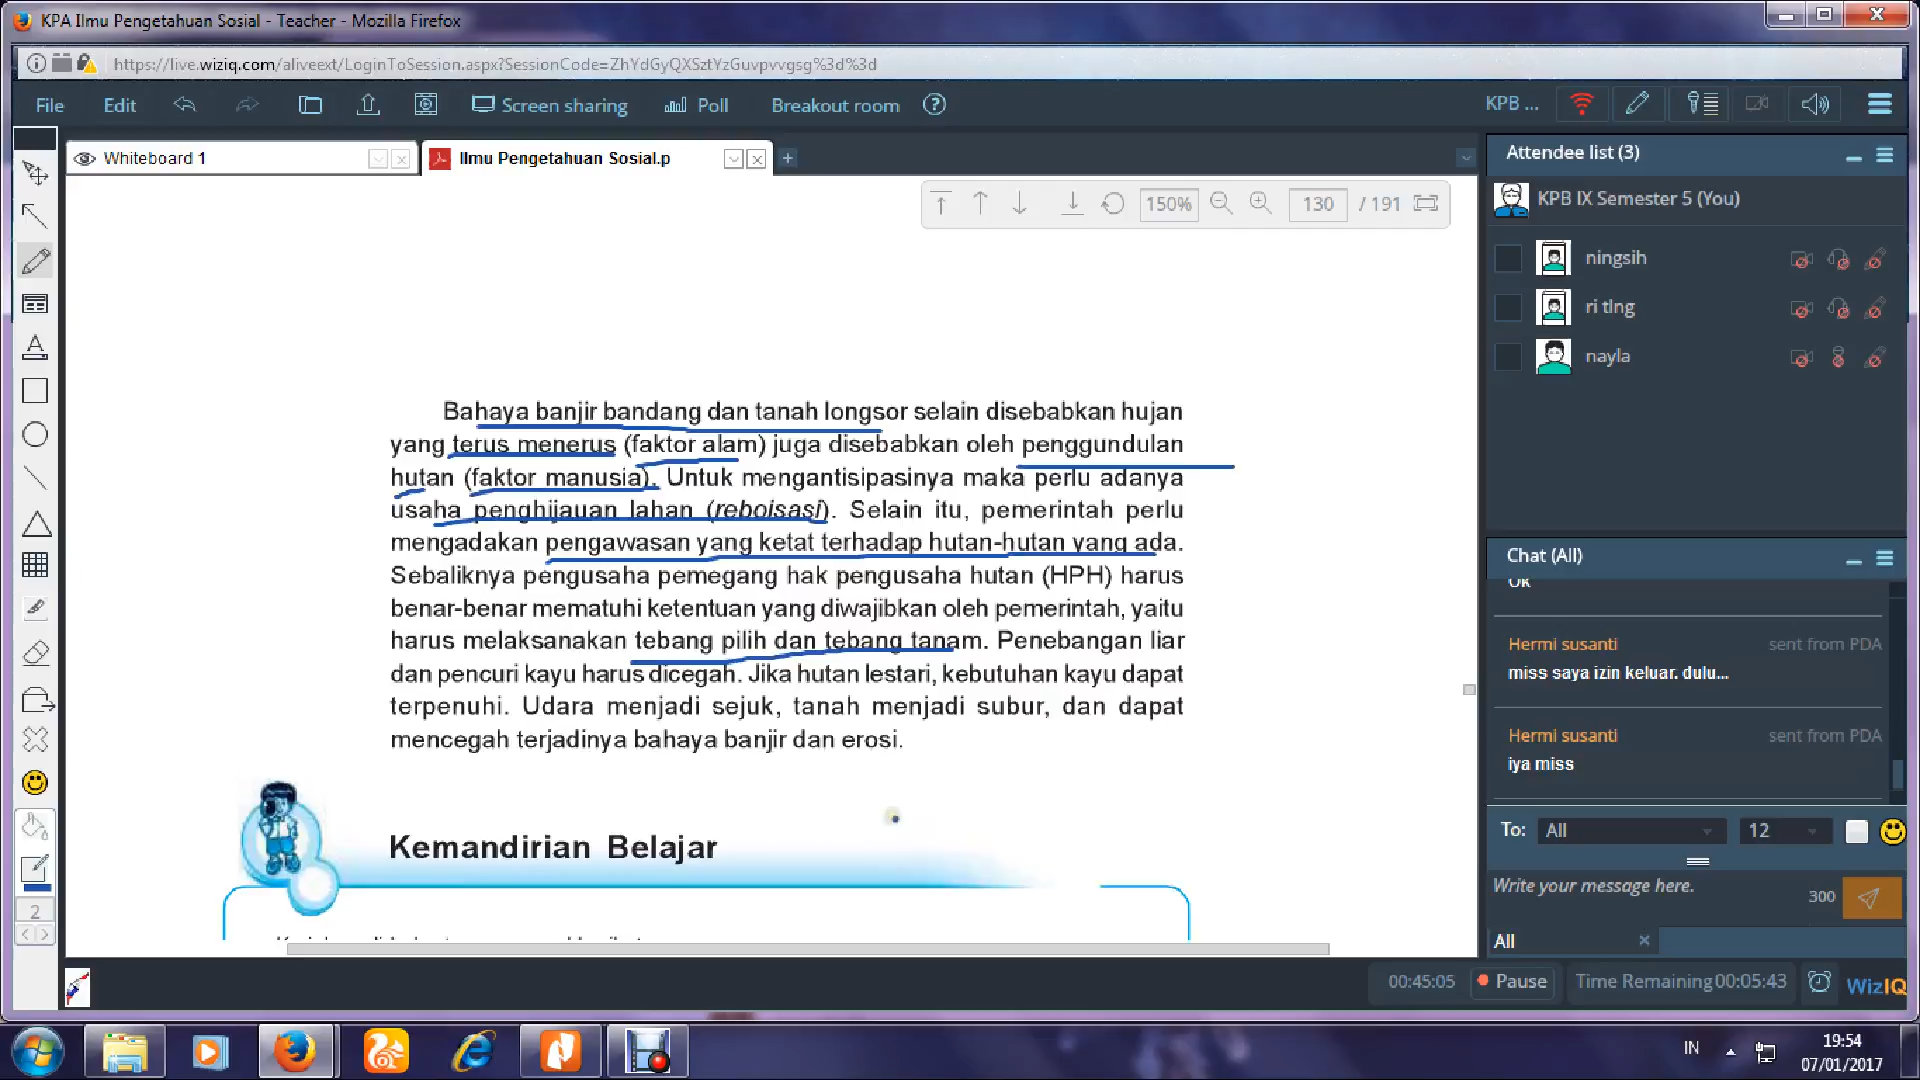 KPA Ilmu Pengetahuan Sosial - Teacher - Mozilla Firefox
https://live.wiziq.com/aliveext/LoginToSession.aspx?SessionCode=ZhYdGyQXSztYzGuvpvvgsg%3d%3d
File Edit Screen sharing Poll Breakout room KPB ...
Whiteboard 1
Ilmu Pengetahuan Sosial.p
150% 130 / 191
Bahaya banjir bandang dan tanah longsor selain disebabkan hujan
yang terus menerus (faktor alam) juga disebabkan oleh penggundulan
hutan (faktor manusia). Untuk mengantisipasinya maka perlu adanya
usaha penghijauan lahan (reboisasi). Selain itu, pemerintah perlu
mengadakan pengawasan yang ketat terhadap hutan-hutan yang ada.
Sebaliknya pengusaha pemegang hak pengusaha hutan (HPH) harus
benar-benar mematuhi ketentuan yang diwajibkan oleh pemerintah, yaitu
harus melaksanakan tebang pilih dan tebang tanam. Penebangan liar
dan pencuri kayu harus dicegah. Jika hutan lestari, kebutuhan kayu dapat
terpenuhi. Udara menjadi sejuk, tanah menjadi subur, dan dapat
mencegah terjadinya bahaya banjir dan erosi.
Kemandirian Belajar
2
Attendee list (3)
KPB IX Semester 5 (You)
ningsih
ri tIng
nayla
Chat (All)
Ok
Hermi susanti sent from PDA
miss saya izin keluar. dulu...
Hermi susanti sent from PDA
iya miss
To: All 12
Write your message here. 300
All
00:45:05 Pause Time Remaining 00:05:43 WizIQ
IN
19:54
07/01/2017